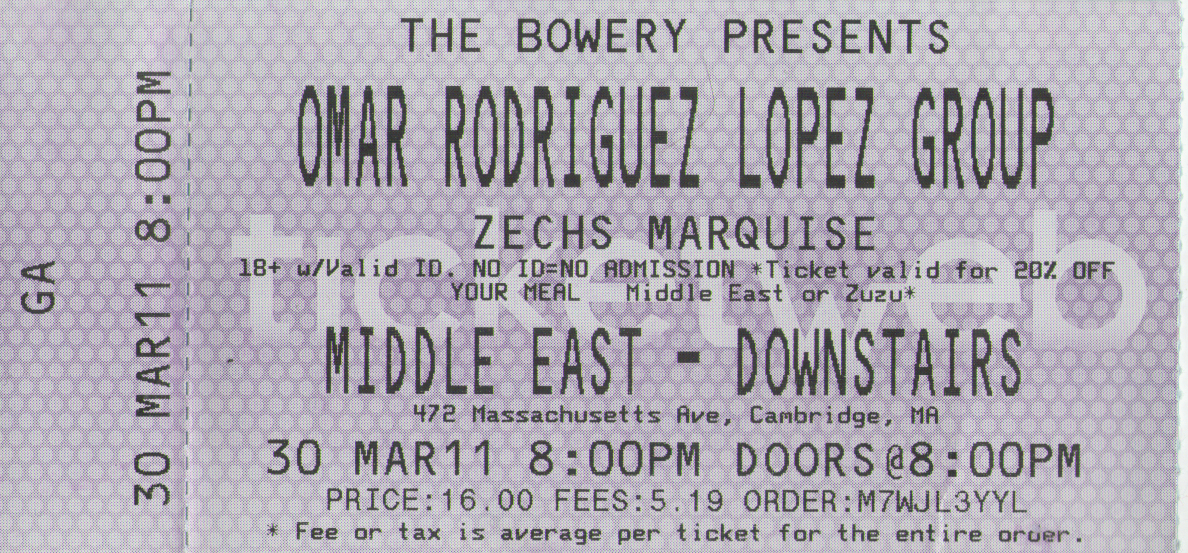 THE BOWERY PRESENTS
OMAR RODRIGUEZ LOPEZ GROUP
ZECHS MARQUISE
18+ w/Valid ID. NO ID=NO ADMISSION *Ticket valid for 20% OFF
YOUR MEAL Middle East or Zuzu*
ticketweb
MIDDLE EAST - DOWNSTAIRS
472 Massachusetts Ave, Cambridge, MA
30 MAR11 8:00PM DOORS@8:00PM
PRICE:16.00 FEES:5.19 ORDER:M7WJL3YYL
* Fee or tax is average per ticket for the entire order.
GA
30 MAR11 8:00PM